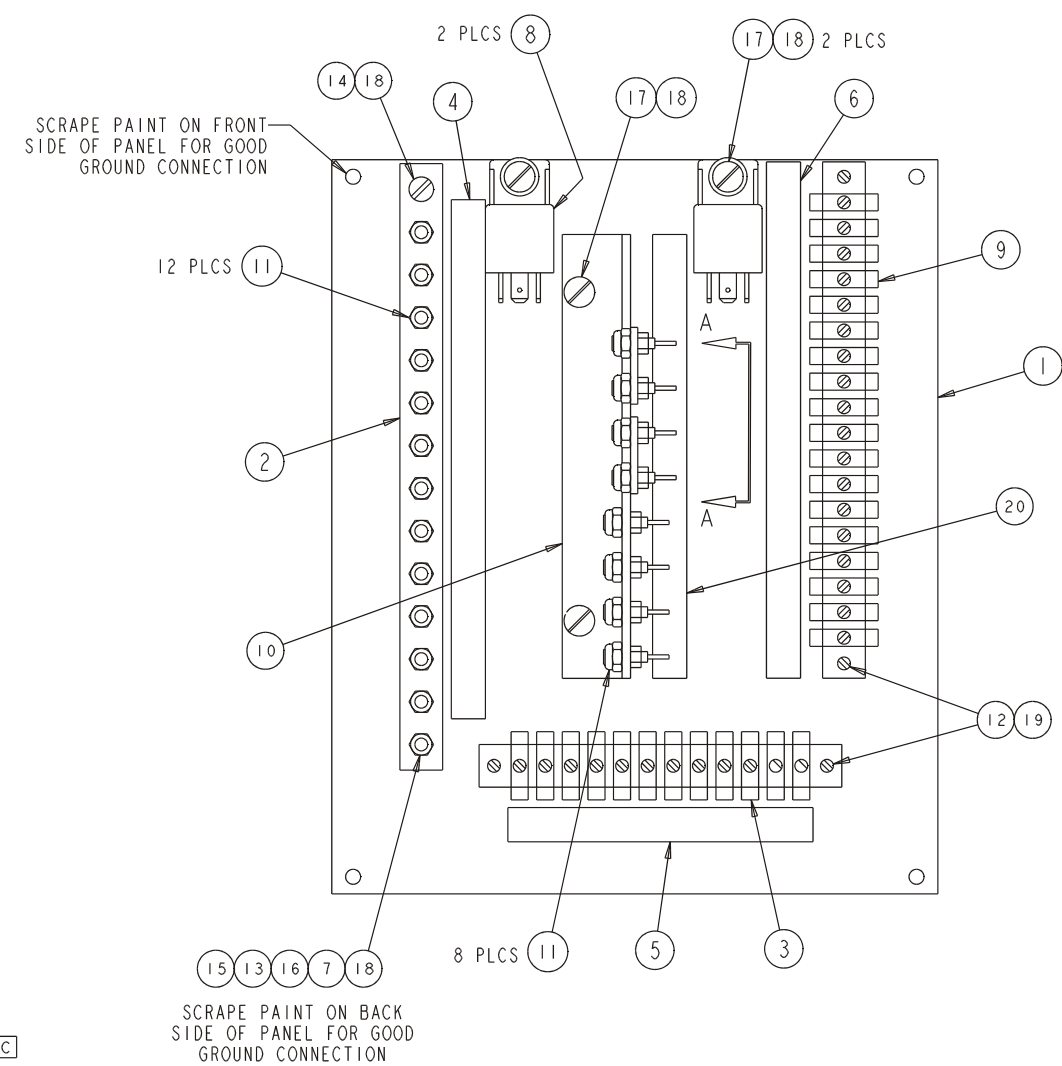 2 PLCS 8
17 18 2 PLCS
14 18
4
17 18
6
SCRAPE PAINT ON FRONT
SIDE OF PANEL FOR GOOD
GROUND CONNECTION
12 PLCS 11
9
A
1
2
A
20
10
12 19
8 PLCS 11
5
3
15 13 16 7 18
SCRAPE PAINT ON BACK
SIDE OF PANEL FOR GOOD
GROUND CONNECTION
C